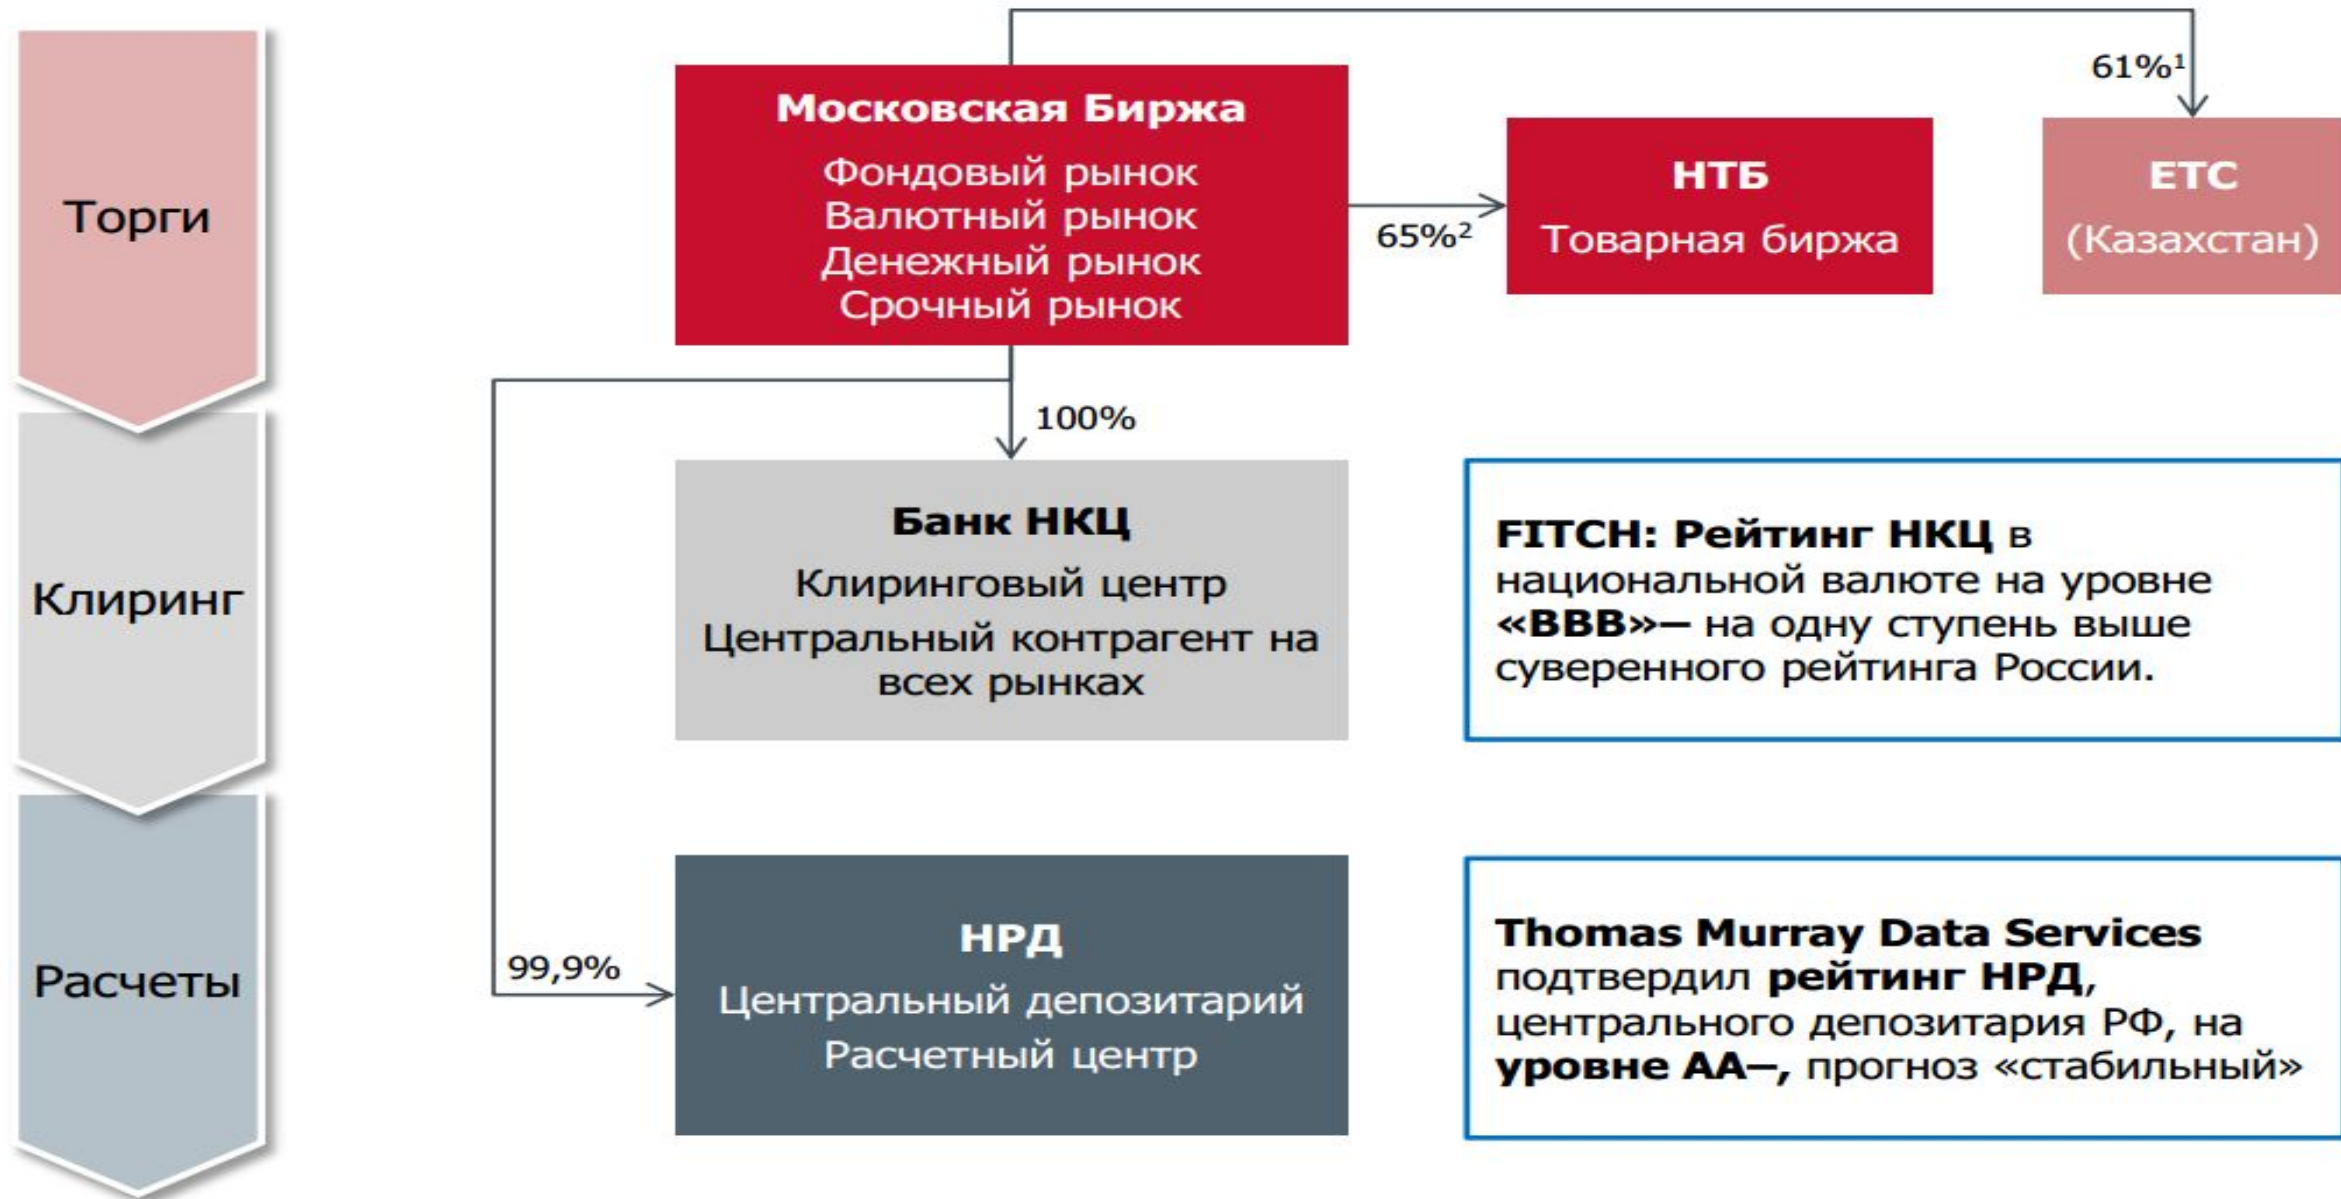 Торги
Московская Биржа
Фондовый рынок
Валютный рынок
Денежный рынок
Срочный рынок
65%²
НТБ
Товарная биржа
61%¹
ЕТС
(Казахстан)
100%
Клиринг
Банк НКЦ
Клиринговый центр
Центральный контрагент на
всех рынках
FITCH: Рейтинг НКЦ в
национальной валюте на уровне
«BBB»— на одну ступень выше
суверенного рейтинга России.
Расчеты
99,9%
НРД
Центральный депозитарий
Расчетный центр
Thomas Murray Data Services
подтвердил рейтинг НРД,
центрального депозитария РФ, на
уровне АА—, прогноз «стабильный»